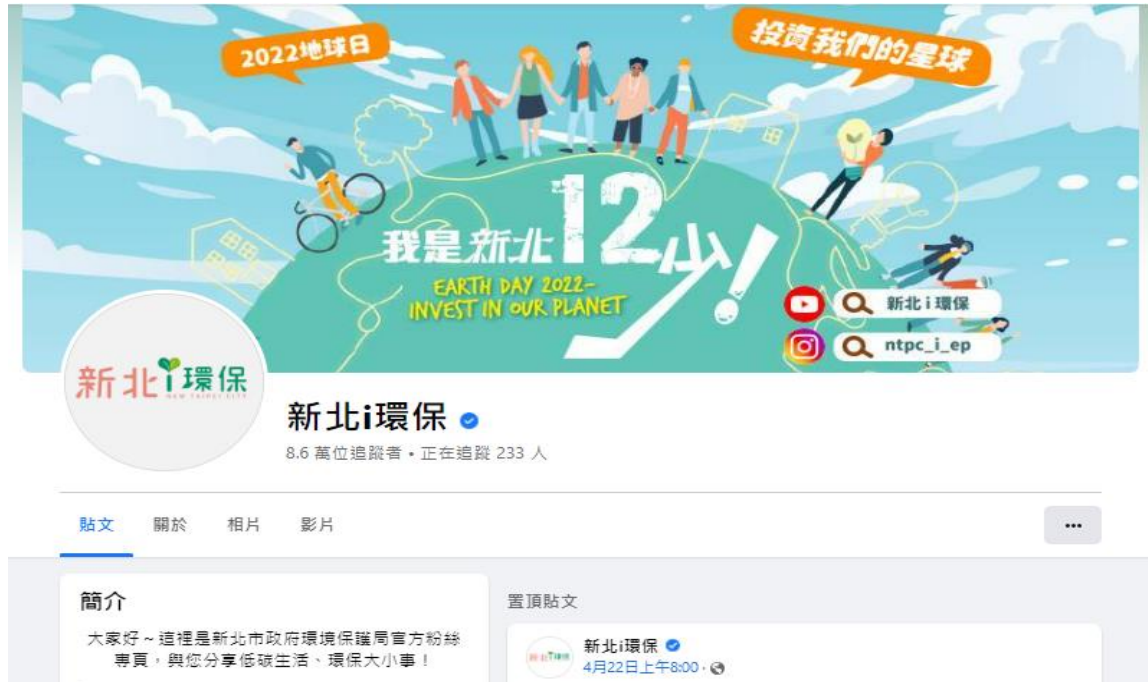 2022地球日
投資我們的星球
我是新北12少!
EARTH DAY 2022-
INVEST IN OUR PLANET
新北i環保
ntpc_i_ep
新北i環保
NEW TAIPEI CITY
新北i環保
8.6 萬位追蹤者 • 正在追蹤 233 人
貼文 關於 相片 影片
簡介
大家好～這裡是新北市政府環境保護局官方粉絲
專頁，與您分享低碳生活、環保大小事！
置頂貼文
新北i環保
新北i環保
4月22日上午8:00 ·